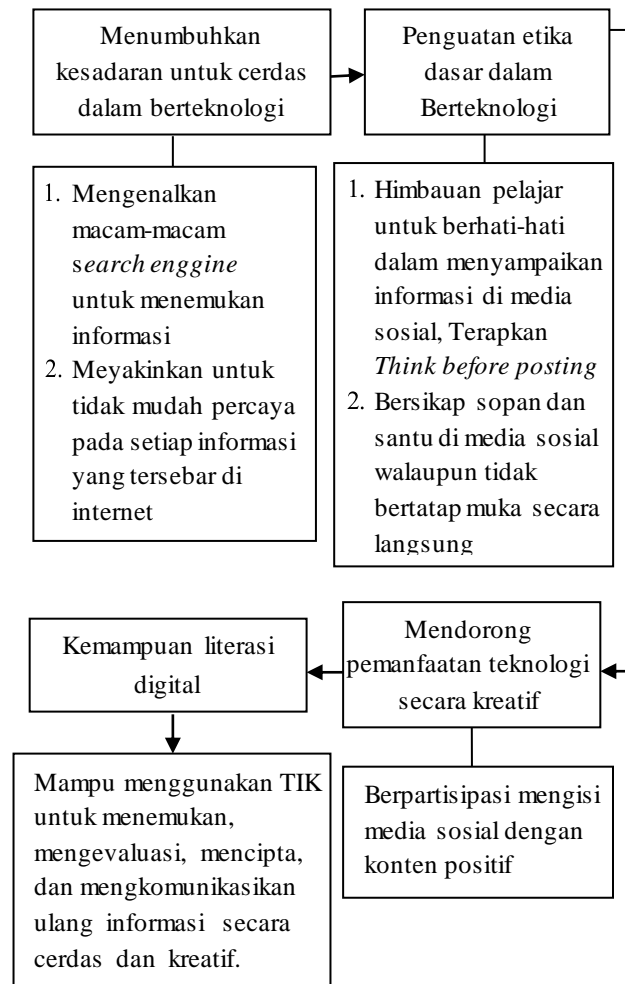 Menumbuhkan
kesadaran untuk cerdas
dalam berteknologi
Penguatan etika
dasar dalam
Berteknologi
1. Mengenalkan
macam-macam
search enggine
untuk menemukan
informasi
2. Meyakinkan untuk
tidak mudah percaya
pada setiap informasi
yang tersebar di
internet
1. Himbauan pelajar
untuk berhati-hati
dalam menyampaikan
informasi di media
sosial, Terapkan
Think before posting
2. Bersikap sopan dan
santu di media sosial
walaupun tidak
bertatap muka secara
langsung
Mendorong
pemanfaatan teknologi
secara kreatif
Kemampuan literasi
digital
Berpartisipasi mengisi
media sosial dengan
konten positif
Mampu menggunakan TIK
untuk menemukan,
mengevaluasi, mencipta,
dan mengkomunikasikan
ulang informasi secara
cerdas dan kreatif.